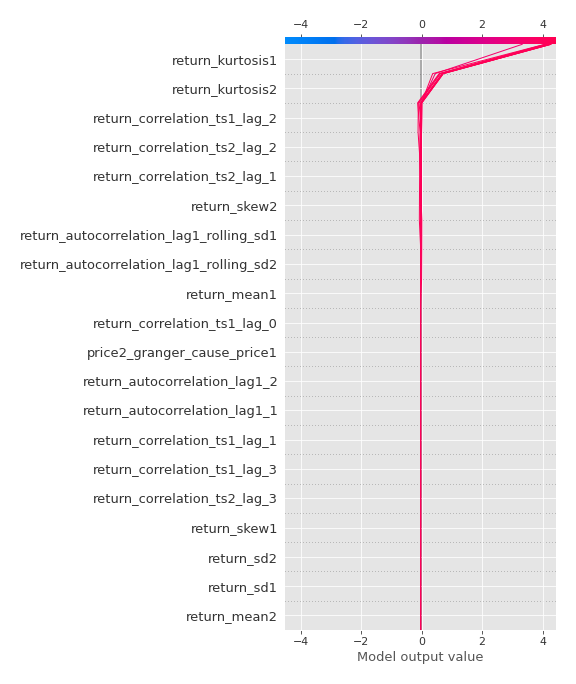 −4 −2 0 2 4
return_kurtosis1
return_kurtosis2
return_correlation_ts1_lag_2
return_correlation_ts2_lag_2
return_correlation_ts2_lag_1
return_skew2
return_autocorrelation_lag1_rolling_sd1
return_autocorrelation_lag1_rolling_sd2
return_mean1
return_correlation_ts1_lag_0
price2_granger_cause_price1
return_autocorrelation_lag1_2
return_autocorrelation_lag1_1
return_correlation_ts1_lag_1
return_correlation_ts1_lag_3
return_correlation_ts2_lag_3
return_skew1
return_sd2
return_sd1
return_mean2
−4 −2 0 2 4
Model output value